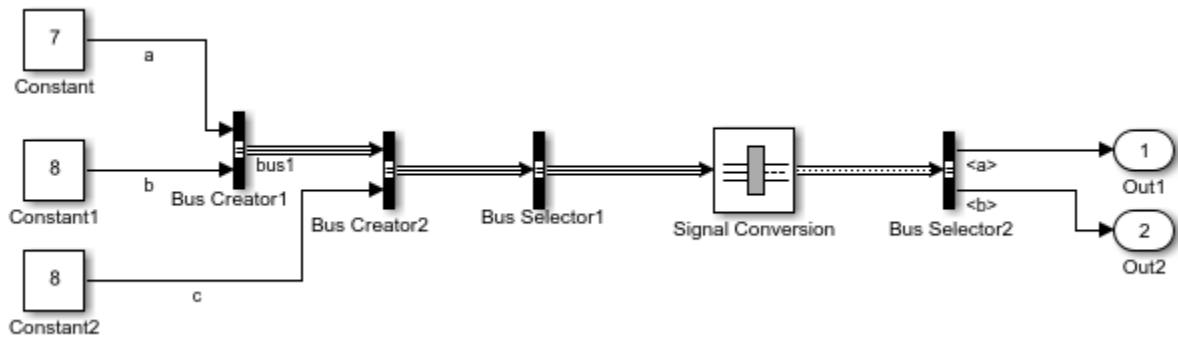 7
a
Constant
8
b
Constant1
8
c
Constant2
bus1
Bus Creator1
Bus Creator2
Bus Selector1
Signal Conversion
<a>
<b>
Bus Selector2
1
Out1
2
Out2